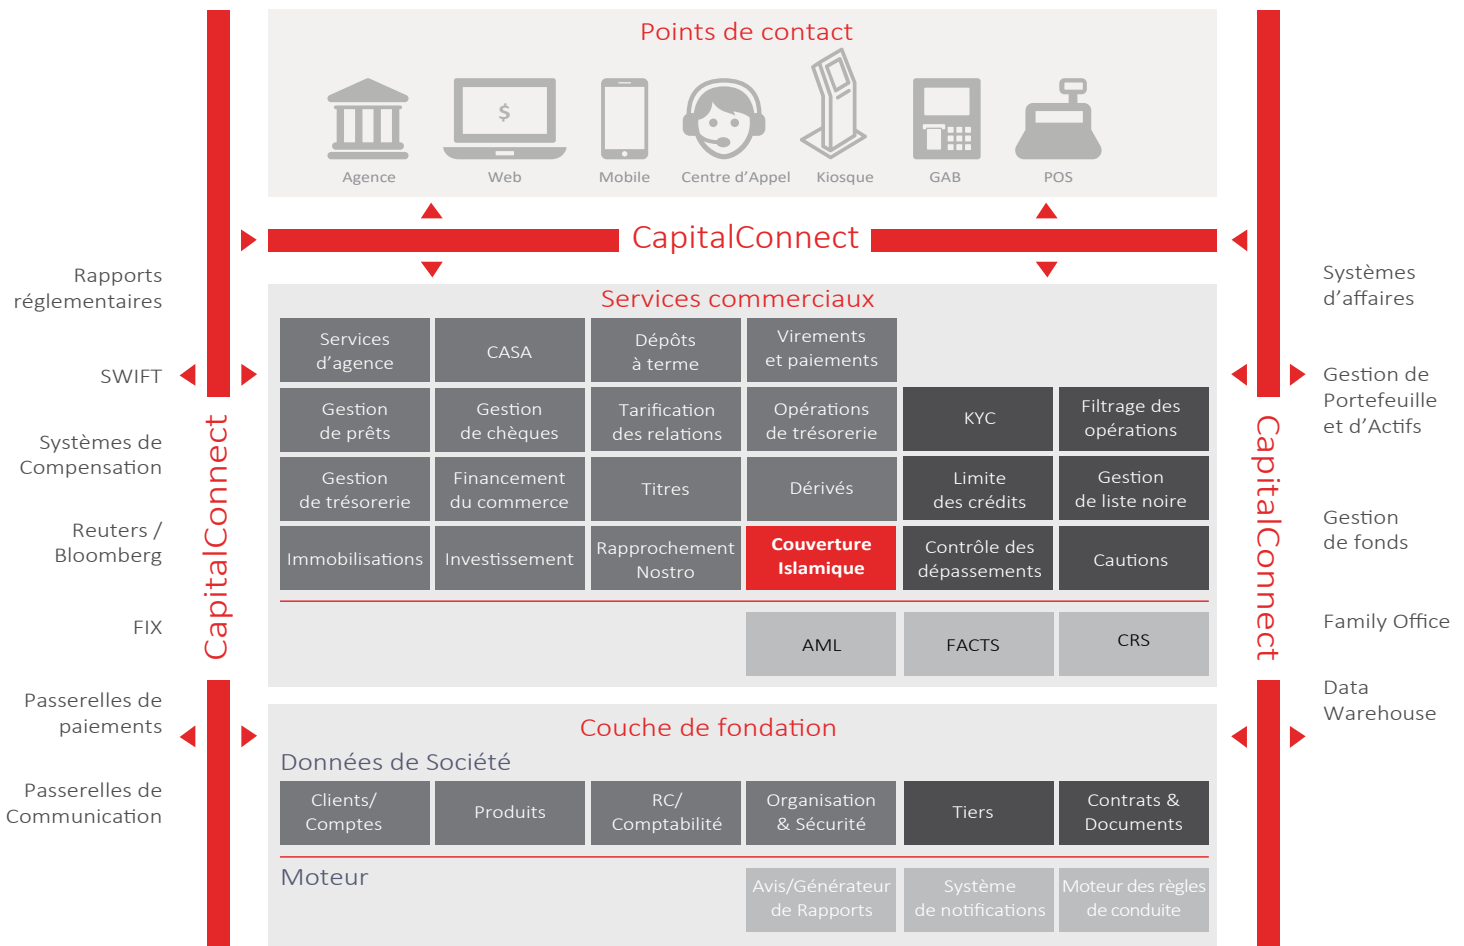 Points de contact
$
Agence
Web
Mobile
Centre d'Appel
Kiosque
GAB
POS
CapitalConnect
Rapports
réglementaires
SWIFT
Systèmes de
Compensation
Reuters /
Bloomberg
FIX
Passerelles de
paiements
Passerelles de
Communication
CapitalConnect
Services commerciaux
Services
d'agence
CASA
Dépôts
à terme
Virements
et paiements
Gestion
de prêts
Gestion
de chèques
Tarification
des relations
Opérations
de trésorerie
KYC
Filtrage des
opérations
Gestion
de trésorerie
Financement
du commerce
Titres
Dérivés
Limite
des crédits
Gestion
de liste noire
Immobilisations
Investissement
Rapprochement
Nostro
Couverture
Islamique
Contrôle des
dépassements
Cautions
AML
FACTS
CRS
Couche de fondation
Données de Société
Clients/
Comptes
Produits
RC/
Comptabilité
Organisation
& Sécurité
Tiers
Contrats &
Documents
Moteur
Avis/Générateur
de Rapports
Système
de notifications
Moteur des règles
de conduite
CapitalConnect
Systèmes
d'affaires
Gestion de
Portefeuille
et d'Actifs
Gestion
de fonds
Family Office
Data
Warehouse